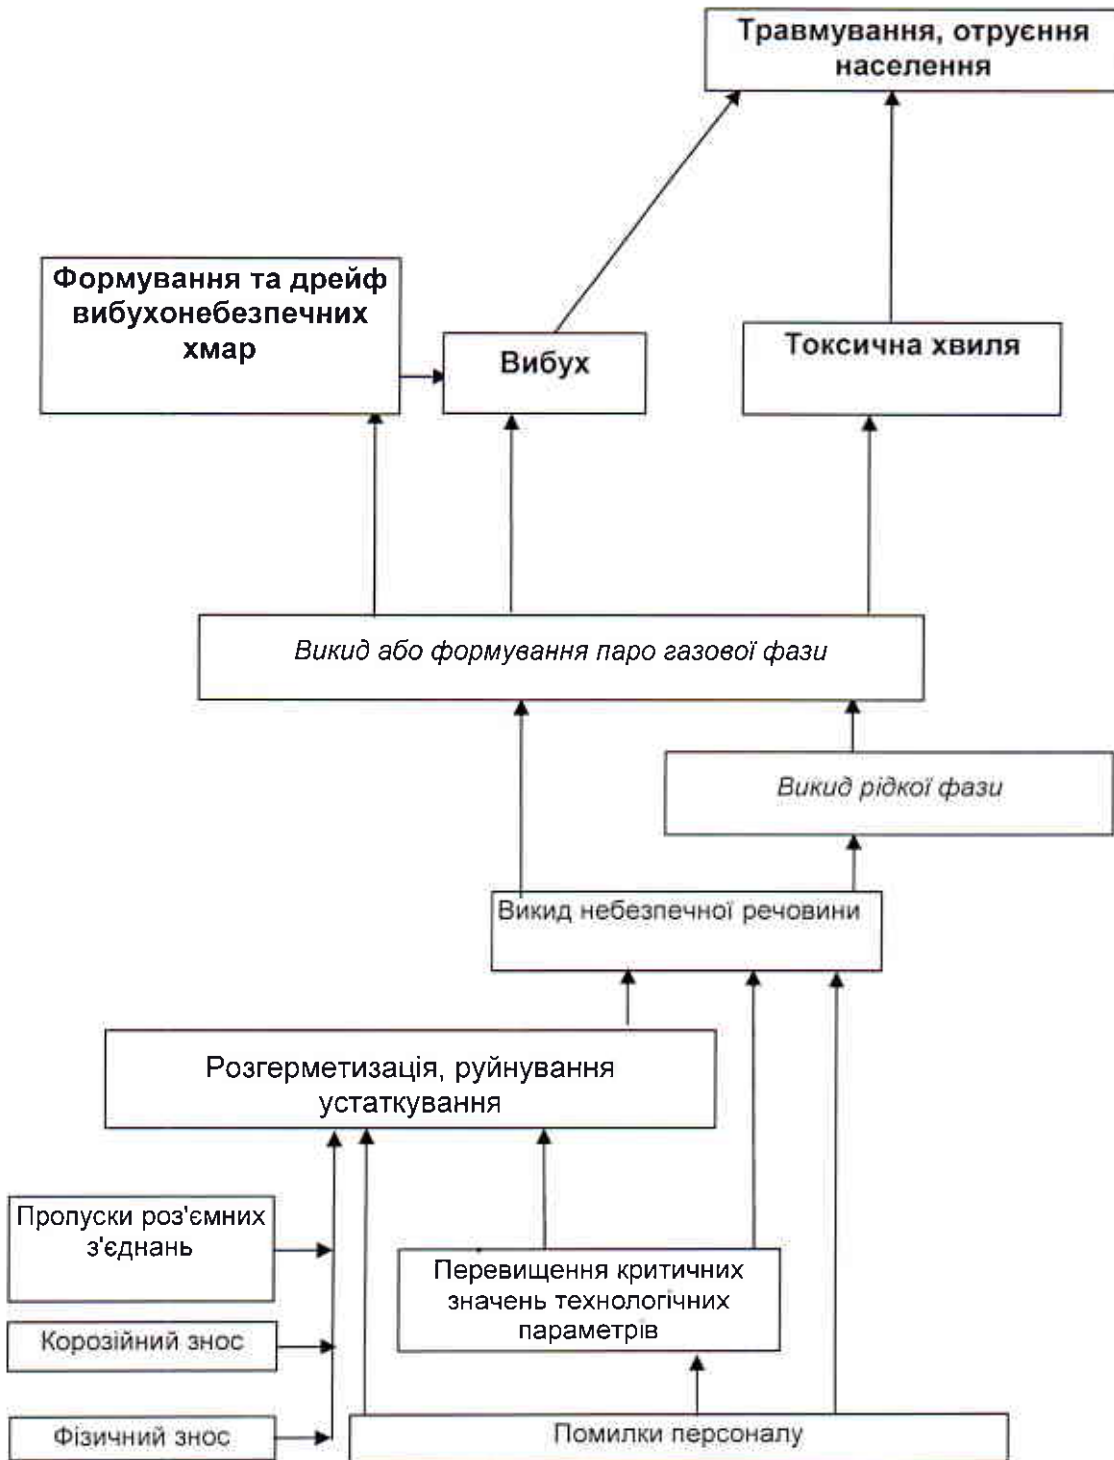 Травмування, отруєння
населення
Формування та дрейф
вибухонебезпечних
хмар
Вибух
Токсична хвиля
Викид або формування паро газової фази
Викид рідкої фази
Викид небезпечної речовини
Розгерметизація, руйнування
устаткування
Пропуски роз'ємних
з'єднань
Перевищення критичних
значень технологічних
параметрів
Корозійний знос
Фізичний знос
Помилки персоналу